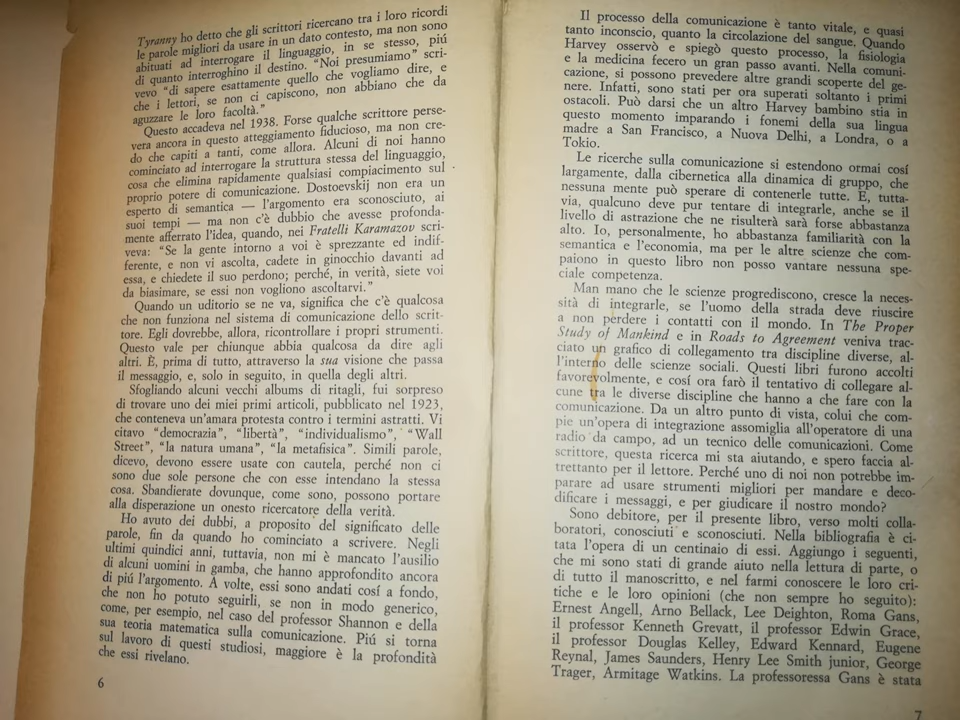 Tyranny ho detto che gli scrittori ricercano tra i loro ricordi
le parole migliori da usare in un dato contesto, ma non sono
abituati ad interrogare il linguaggio, in se stesso, piú
di quanto interroghino il destino. “Noi presumiamo” scri-
vevo “di sapere esattamente quello che vogliamo dire, e
che i lettori, se non ci capiscono, non abbiano che da
aguzzare le loro facoltà.”
Questo accadeva nel 1938. Forse qualche scrittore perse-
vera ancora in questo atteggiamento fiducioso, ma non cre-
do che capiti a tanti, come allora. Alcuni di noi hanno
cominciato ad interrogare la struttura stessa del linguaggio,
cosa che elimina rapidamente qualsiasi compiacimento sul
proprio potere di comunicazione. Dostoevskij non era un
esperto di semantica — l'argomento era sconosciuto, ai
suoi tempi — ma non c'è dubbio che avesse profonda-
mente afferrato l'idea, quando, nei Fratelli Karamazov scri-
veva: “Se la gente intorno a voi è sprezzante ed indif-
ferente, e non vi ascolta, cadete in ginocchio davanti ad
essa, e chiedete il suo perdono; perché, in verità, siete voi
da biasimare, se essi non vogliono ascoltarvi.”
Quando un uditorio se ne va, significa che c'è qualcosa
che non funziona nel sistema di comunicazione dello scrit-
tore. Egli dovrebbe, allora, ricontrollare i propri strumenti.
Questo vale per chiunque abbia qualcosa da dire agli
altri. È, prima di tutto, attraverso la sua visione che passa
il messaggio, e, solo in seguito, in quella degli altri.
Sfogliando alcuni vecchi albums di ritagli, fui sorpreso
di trovare uno dei miei primi articoli, pubblicato nel 1923,
che conteneva un'amara protesta contro i termini astratti. Vi
citavo “democrazia”, “libertà”, “individualismo”, “Wall
Street”, “la natura umana”, “la metafisica”. Simili parole,
dicevo, devono essere usate con cautela, perché non ci
sono due sole persone che con esse intendano la stessa
cosa. Sbandierate dovunque, come sono, possono portare
alla disperazione un onesto ricercatore della verità.
Ho avuto dei dubbi, a proposito del significato delle
parole, fin da quando ho cominciato a scrivere. Negli
ultimi quindici anni, tuttavia, non mi è mancato l'ausilio
di alcuni uomini in gamba, che hanno approfondito ancora
di piú l'argomento. A volte, essi sono andati cosí a fondo,
che non ho potuto seguirli, se non in modo generico,
come, per esempio, nel caso del professor Shannon e della
sua teoria matematica sulla comunicazione. Piú si torna
sul lavoro di questi studiosi, maggiore è la profondità
che essi rivelano.
6
Il processo della comunicazione è tanto vitale, e quasi
tanto inconscio, quanto la circolazione del sangue. Quando
Harvey osservò e spiegò questo processo, la fisiologia
e la medicina fecero un gran passo avanti. Nella comuni-
cazione, si possono prevedere altre grandi scoperte del ge-
nere. Infatti, sono stati per ora superati soltanto i primi
ostacoli. Può darsi che un altro Harvey bambino stia in
questo momento imparando i fonemi della sua lingua
madre a San Francisco, a Nuova Delhi, a Londra, o a
Tokio.
Le ricerche sulla comunicazione si estendono ormai cosí
largamente, dalla cibernetica alla dinamica di gruppo, che
nessuna mente può sperare di contenerle tutte. E, tutta-
via, qualcuno deve pur tentare di integrarle, anche se il
livello di astrazione che ne risulterà sarà forse abbastanza
alto. Io, personalmente, ho abbastanza familiarità con la
semantica e l'economia, ma per le altre scienze che com-
paiono in questo libro non posso vantare nessuna spe-
ciale competenza.
Man mano che le scienze progrediscono, cresce la neces-
sità di integrarle, se l'uomo della strada deve riuscire
a non perdere i contatti con il mondo. In The Proper
Study of Mankind e in Roads to Agreement veniva trac-
ciato un grafico di collegamento tra discipline diverse, al-
l'interno delle scienze sociali. Questi libri furono accolti
favorevolmente, e cosí ora farò il tentativo di collegare al-
cune tra le diverse discipline che hanno a che fare con la
comunicazione. Da un altro punto di vista, colui che com-
pie un'opera di integrazione assomiglia all'operatore di una
radio da campo, ad un tecnico delle comunicazioni. Come
scrittore, questa ricerca mi sta aiutando, e spero faccia al-
trettanto per il lettore. Perché uno di noi non potrebbe im-
parare ad usare strumenti migliori per mandare e deco-
dificare i messaggi, e per giudicare il nostro mondo?
Sono debitore, per il presente libro, verso molti colla-
boratori, conosciuti e sconosciuti. Nella bibliografia è ci-
tata l'opera di un centinaio di essi. Aggiungo i seguenti,
che mi sono stati di grande aiuto nella lettura di parte, o
di tutto il manoscritto, e nel farmi conoscere le loro cri-
tiche e le loro opinioni (che non sempre ho seguito):
Ernest Angell, Arno Bellack, Lee Deighton, Roma Gans,
il professor Kenneth Grevatt, il professor Edwin Grace,
il professor Douglas Kelley, Edward Kennard, Eugene
Reynal, James Saunders, Henry Lee Smith junior, George
Trager, Armitage Watkins. La professoressa Gans è stata
7